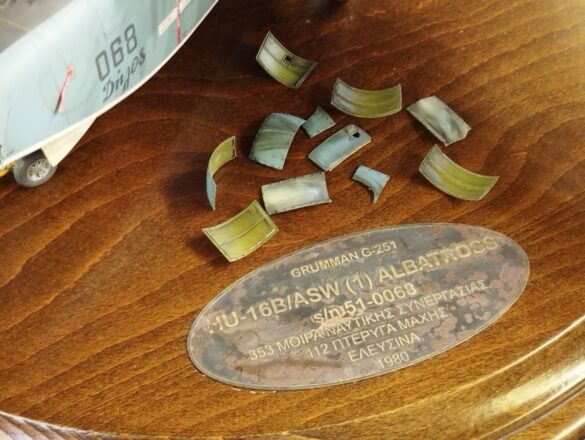 068
Δήλος
GRUMMAN G-251
HU-16B/ASW (1) ALBATROSS
s/n 51-0068
353 ΜΟΙΡΑ ΝΑΥΤΙΚΗΣ ΣΥΝΕΡΓΑΣΙΑΣ
112 ΠΤΕΡΥΓΑ ΜΑΧΗΣ
ΕΛΕΥΣΙΝΑ
1980